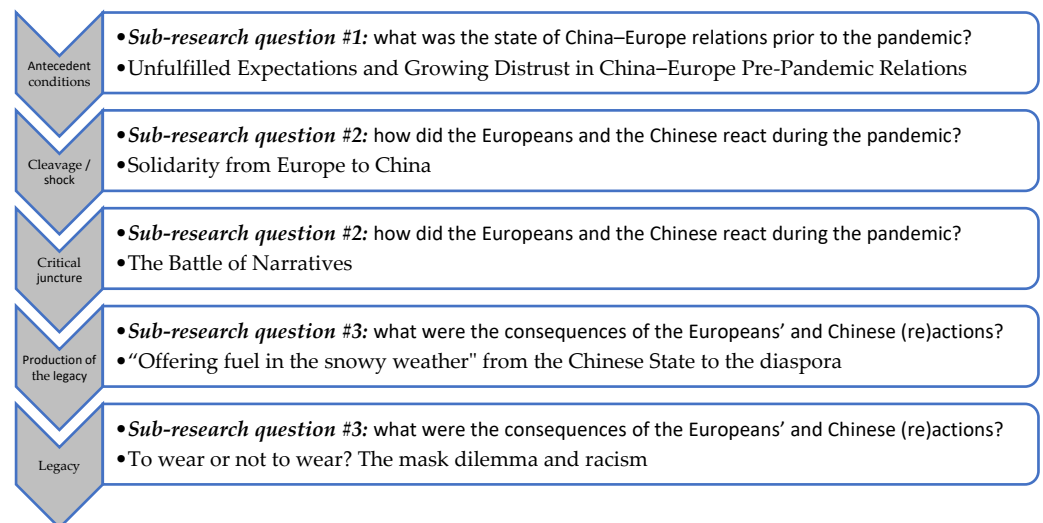 Antecedent
conditions
•Sub-research question #1: what was the state of China–Europe relations prior to the pandemic?
•Unfulfilled Expectations and Growing Distrust in China–Europe Pre-Pandemic Relations
Cleavage /
shock
•Sub-research question #2: how did the Europeans and the Chinese react during the pandemic?
•Solidarity from Europe to China
Critical
juncture
•Sub-research question #2: how did the Europeans and the Chinese react during the pandemic?
•The Battle of Narratives
Production of
the legacy
•Sub-research question #3: what were the consequences of the Europeans’ and Chinese (re)actions?
•“Offering fuel in the snowy weather" from the Chinese State to the diaspora
Legacy
•Sub-research question #3: what were the consequences of the Europeans’ and Chinese (re)actions?
•To wear or not to wear? The mask dilemma and racism